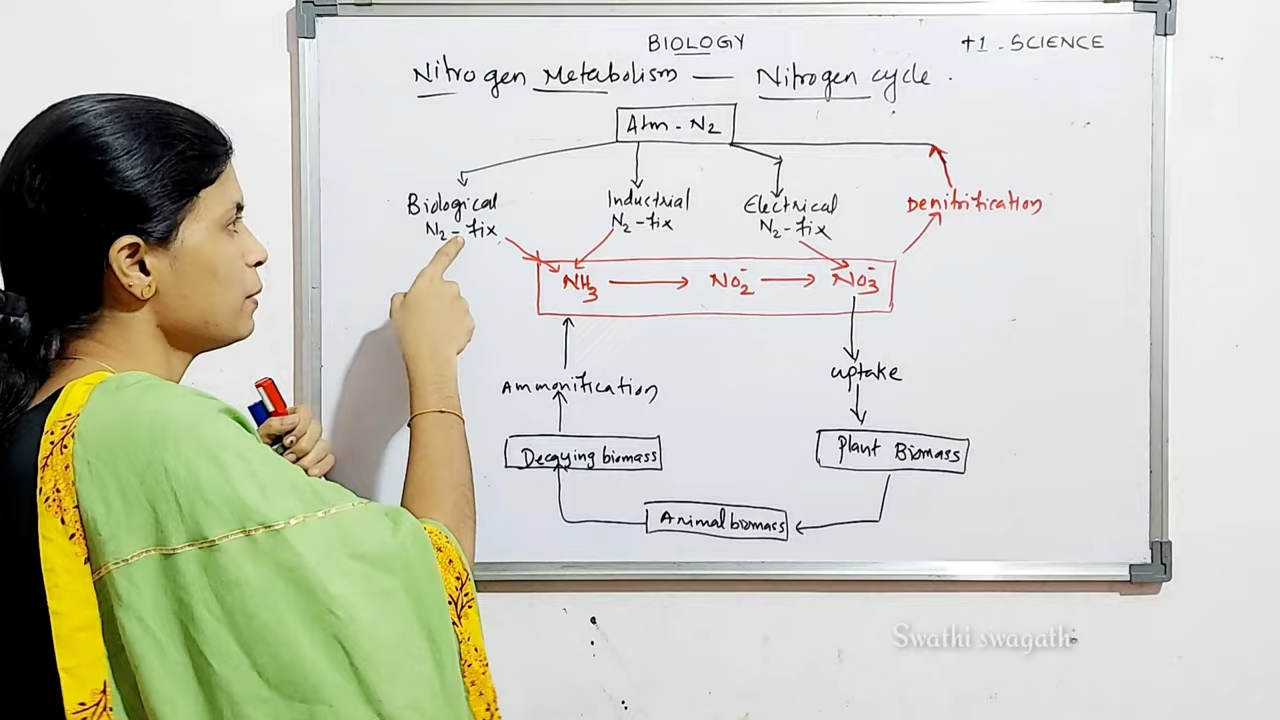 BIOLOGY
+1 - SCIENCE
Nitrogen Metabolism — Nitrogen cycle.
Atm - N2
Biological
N2 - fix
Industrial
N2 - fix
Electrical
N2 - fix
Denitrification
NH3 → NO2- → NO3-
Ammonification
uptake
Decaying biomass
Plant Biomass
Animal biomass
Swathi swagath